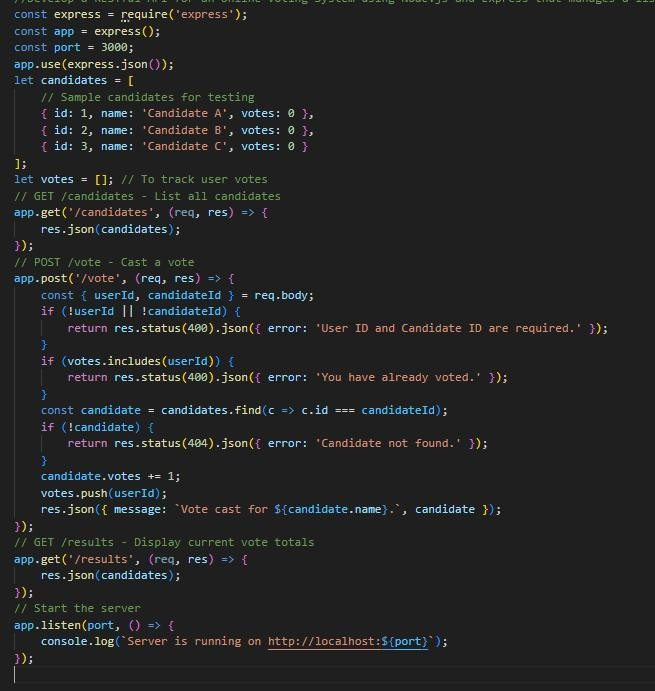 //Develop a RESTful API for an online voting system using Node.js and Express that manages a lis
const express = require('express');
const app = express();
const port = 3000;
app.use(express.json());
let candidates = [
    // Sample candidates for testing
    { id: 1, name: 'Candidate A', votes: 0 },
    { id: 2, name: 'Candidate B', votes: 0 },
    { id: 3, name: 'Candidate C', votes: 0 }
];
let votes = []; // To track user votes
// GET /candidates - List all candidates
app.get('/candidates', (req, res) => {
    res.json(candidates);
});
// POST /vote - Cast a vote
app.post('/vote', (req, res) => {
    const { userId, candidateId } = req.body;
    if (!userId || !candidateId) {
        return res.status(400).json({ error: 'User ID and Candidate ID are required.' });
    }
    if (votes.includes(userId)) {
        return res.status(400).json({ error: 'You have already voted.' });
    }
    const candidate = candidates.find(c => c.id === candidateId);
    if (!candidate) {
        return res.status(404).json({ error: 'Candidate not found.' });
    }
    candidate.votes += 1;
    votes.push(userId);
    res.json({ message: `Vote cast for ${candidate.name}.`, candidate });
});
// GET /results - Display current vote totals
app.get('/results', (req, res) => {
    res.json(candidates);
});
// Start the server
app.listen(port, () => {
    console.log(`Server is running on http://localhost:${port}`);
});